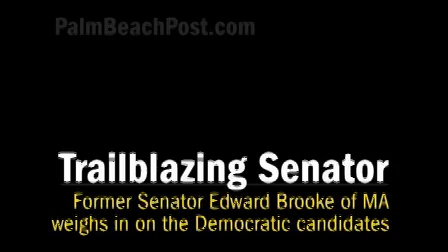 PalmBeachPost.com
Trailblazing Senator
Former Senator Edward Brooke of MA
weighs in on the Democratic candidates